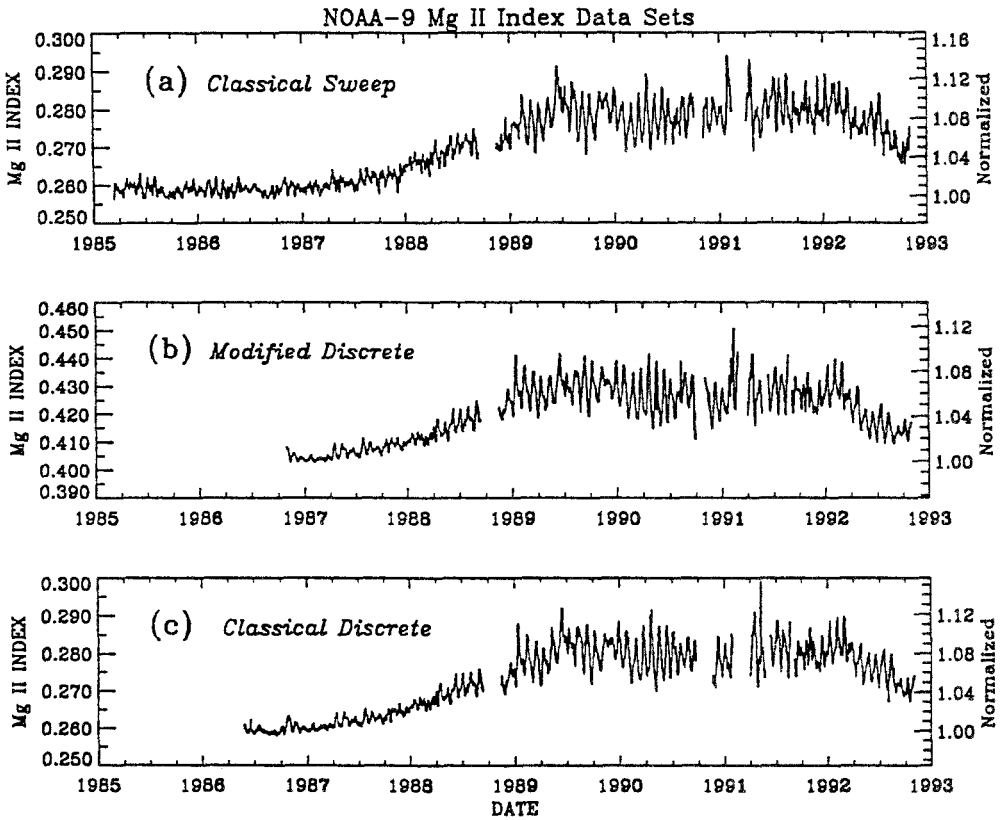 NOAA-9 Mg II Index Data Sets
(a) Classical Sweep
Mg II INDEX
0.300
0.290
0.280
0.270
0.260
0.250
1.16
1.12
1.08
1.04
1.00
Normalized
1985 1986 1987 1988 1989 1990 1991 1992 1993
(b) Modified Discrete
Mg II INDEX
0.460
0.450
0.440
0.430
0.420
0.410
0.400
0.390
1.12
1.08
1.04
1.00
Normalized
1985 1986 1987 1988 1989 1990 1991 1992 1993
(c) Classical Discrete
Mg II INDEX
0.300
0.290
0.280
0.270
0.260
0.250
1.12
1.08
1.04
1.00
Normalized
1985 1986 1987 1988 1989 1990 1991 1992 1993
DATE